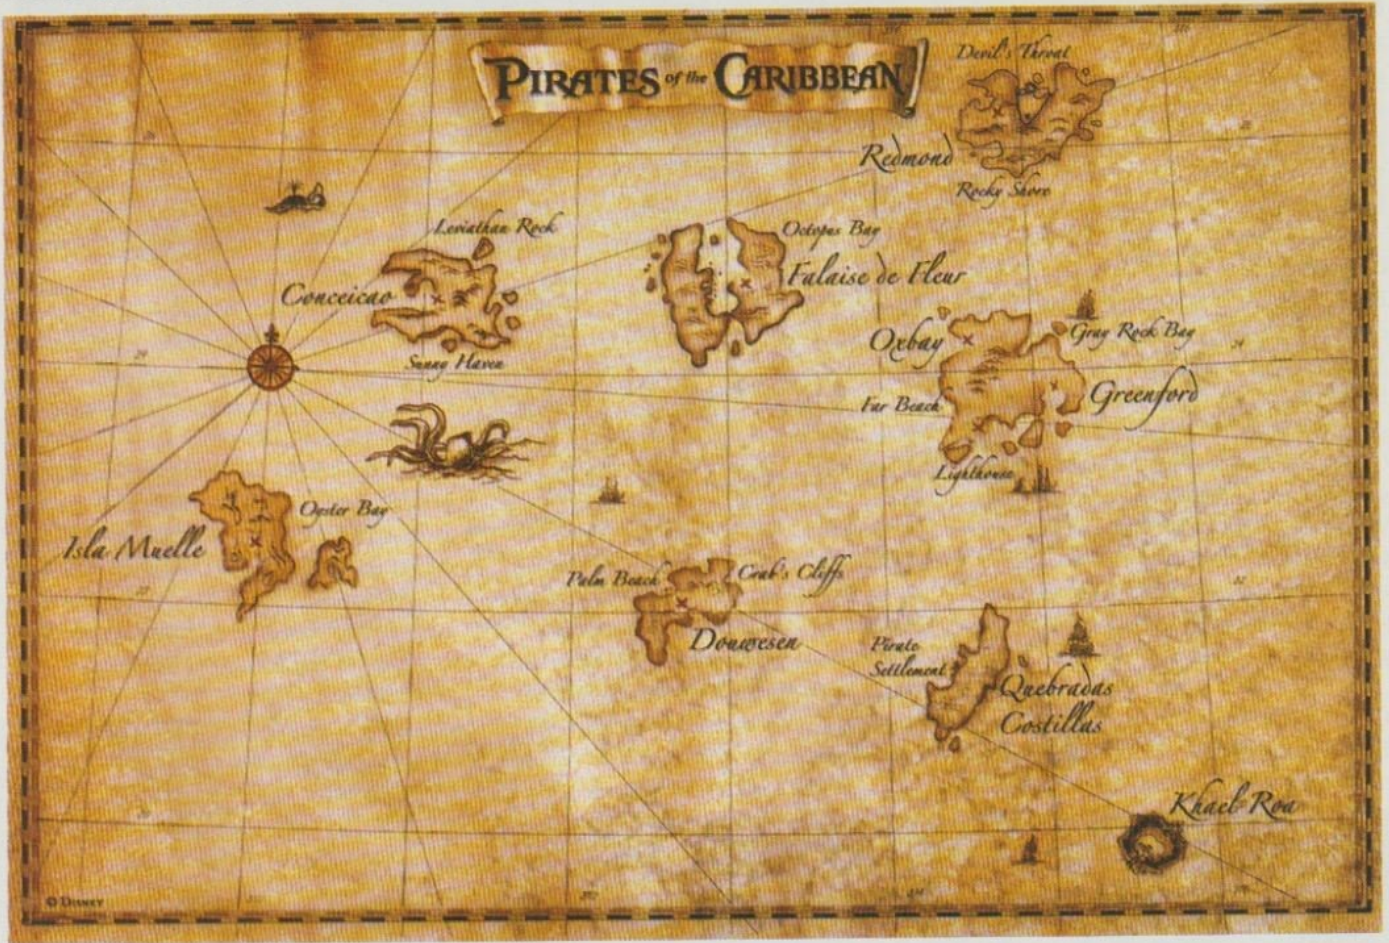 PIRATES of the CARIBBEAN
Devil's Throat
Redmond
Rocky Shore
Leviathan Rock
Octopus Bay
Conceicao
Falaise de Fleur
Sunny Haven
Oxbay
Gray Rock Bay
Far Beach
Greenford
Lighthouse
Oyster Bay
Isla Muelle
Palm Beach
Crab's Cliffs
Douwesen
Pirate
Settlement
Quebradas
Costillas
Khael Roa
© DISNEY